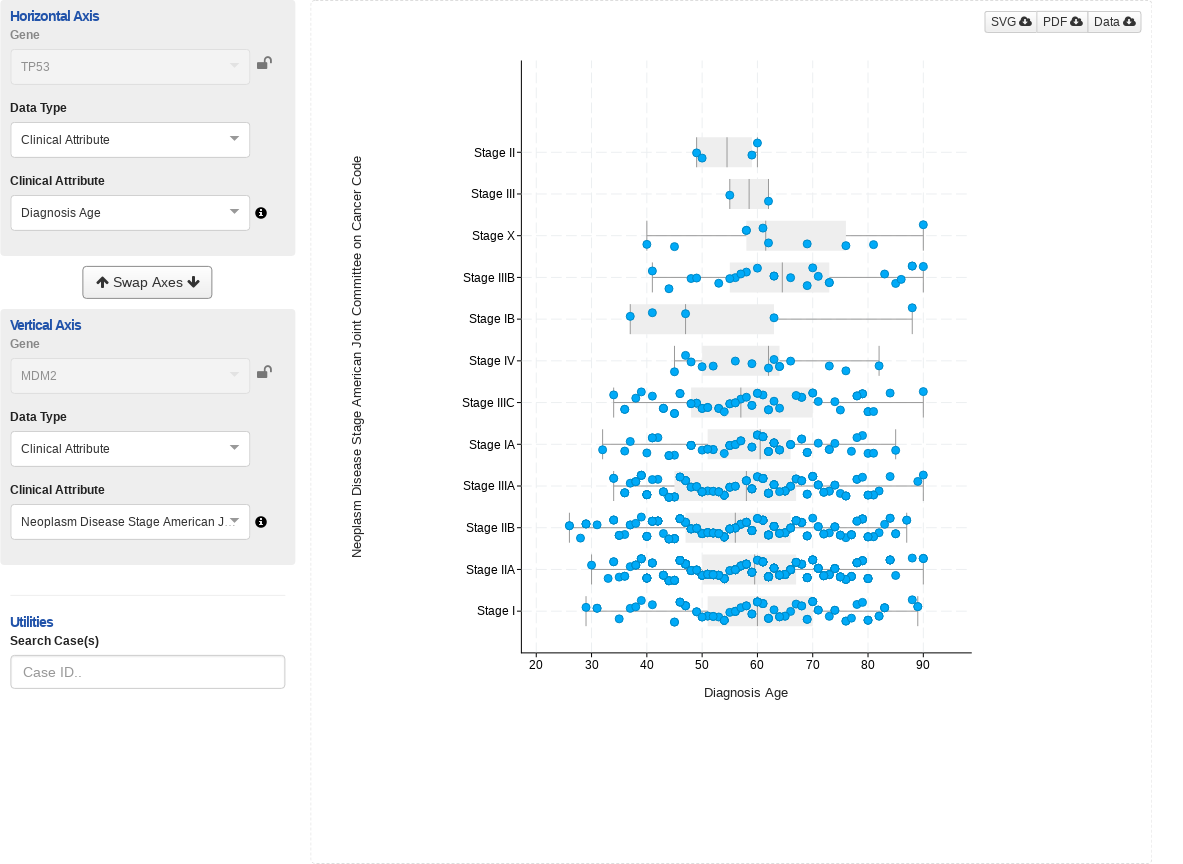 Horizontal Axis
Gene
TP53
Data Type
Clinical Attribute
Clinical Attribute
Diagnosis Age
Swap Axes
Vertical Axis
Gene
MDM2
Data Type
Clinical Attribute
Clinical Attribute
Neoplasm Disease Stage American J...
Utilities
Search Case(s)
Case ID..
SVG PDF Data
Neoplasm Disease Stage American Joint Committee on Cancer Code
Stage II
Stage III
Stage X
Stage IIIB
Stage IB
Stage IV
Stage IIIC
Stage IA
Stage IIIA
Stage IIB
Stage IIA
Stage I
20 30 40 50 60 70 80 90
Diagnosis Age